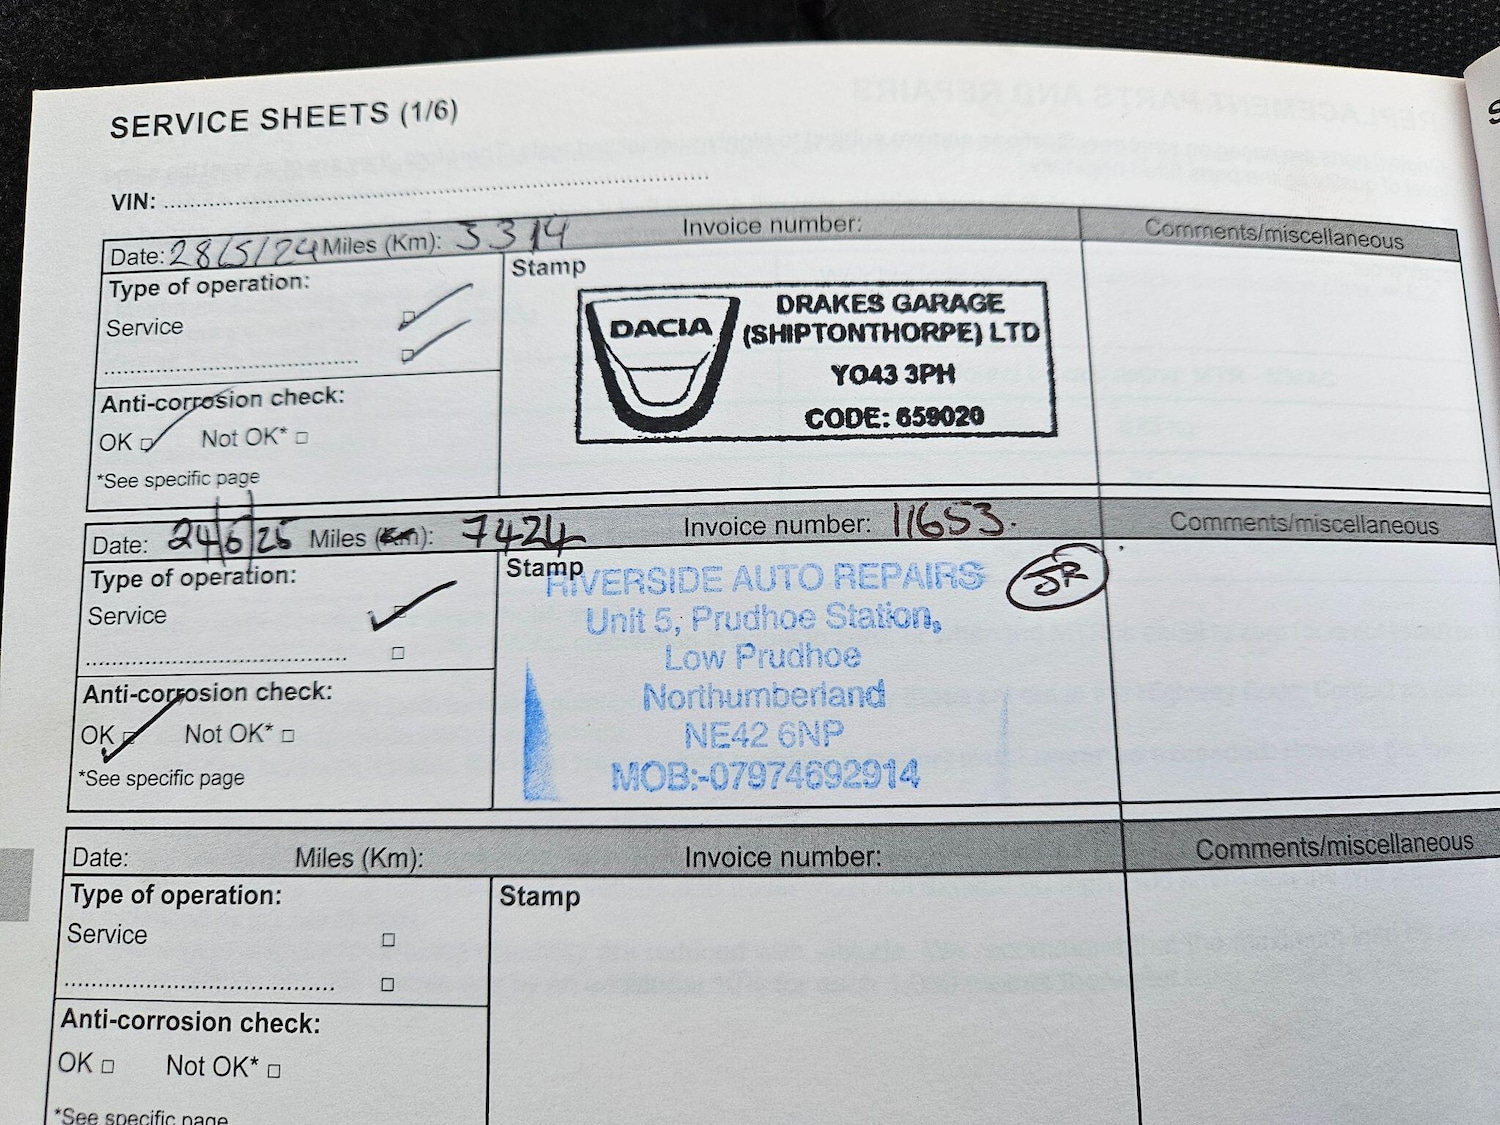 SERVICE SHEETS (1/6)
VIN: ........................................................................
Date: 28/5/24 Miles (Km): 3314 Invoice number: Comments/miscellaneous
Type of operation:
Service
........................................
Anti-corrosion check:
OK □ Not OK* □
*See specific page
Stamp
DACIA
DRAKES GARAGE
(SHIPTONTHORPE) LTD
YO43 3PH
CODE: 659020
Date: 24/6/25 Miles (Km): 7424 Invoice number: 11653. Comments/miscellaneous
Type of operation:
Service
........................................
Anti-corrosion check:
OK □ Not OK* □
*See specific page
Stamp
RIVERSIDE AUTO REPAIRS
Unit 5, Prudhoe Station,
Low Prudhoe
Northumberland
NE42 6NP
MOB:-07974692914
JR
Date: Miles (Km): Invoice number: Comments/miscellaneous
Type of operation:
Service □
........................................ □
Anti-corrosion check:
OK □ Not OK* □
*See specific page
Stamp